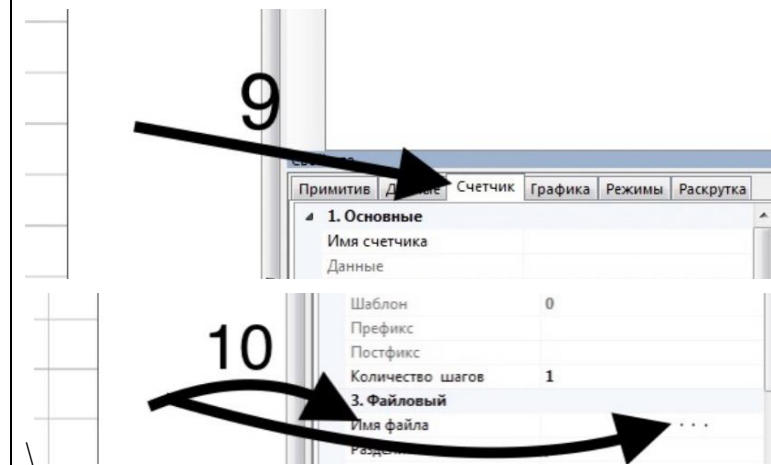 9
Примитив Счетчик Графика Режимы Раскрутка
1. Основные
Имя счетчика
Данные
Шаблон 0
Префикс
10
Постфикс
Количество шагов 1
3. Файловый
Имя файла ...
\